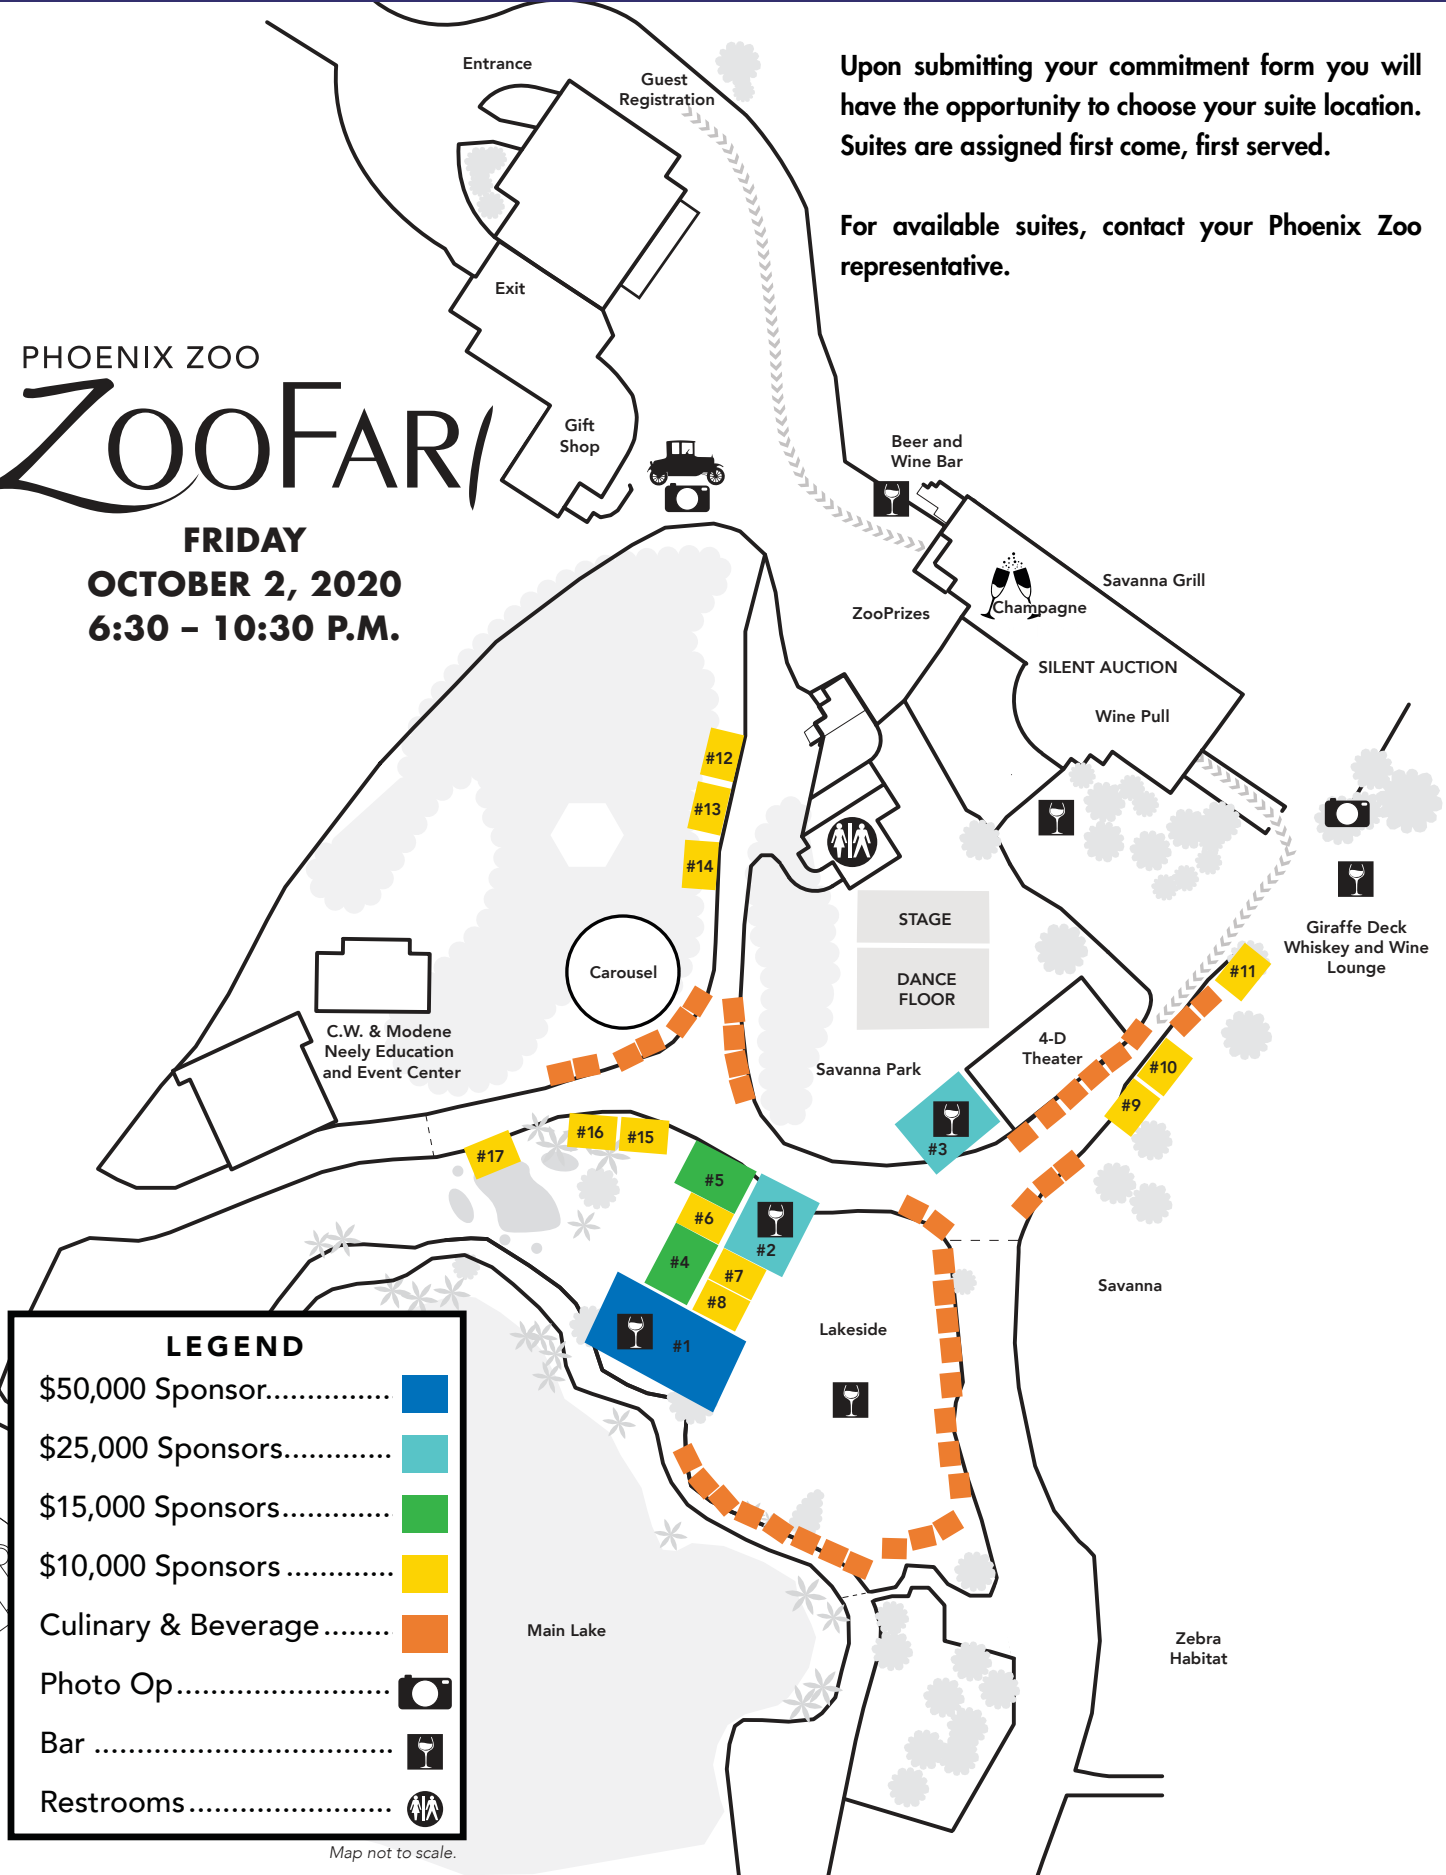 Upon submitting your commitment form you will
have the opportunity to choose your suite location.
Suites are assigned first come, first served.
For available suites, contact your Phoenix Zoo
representative.
Entrance
Guest
Registration
Exit
PHOENIX ZOO
ZOOFARI
FRIDAY
OCTOBER 2, 2020
6:30 – 10:30 P.M.
Gift
Shop
Beer and
Wine Bar
Savanna Grill
Champagne
ZooPrizes
SILENT AUCTION
Wine Pull
#12
#13
#14
STAGE
DANCE
FLOOR
Giraffe Deck
Whiskey and Wine
Lounge
#11
Carousel
C.W. & Modene
Neely Education
and Event Center
4-D
Theater
Savanna Park
#10
#9
#3
#16
#15
#17
#5
#6
#2
#4
#7
#8
#1
Savanna
Lakeside
Main Lake
Zebra
Habitat
LEGEND
$50,000 Sponsor...............
$25,000 Sponsors.............
$15,000 Sponsors.............
$10,000 Sponsors .............
Culinary & Beverage........
Photo Op.........................
Bar ...................................
Restrooms........................
Map not to scale.